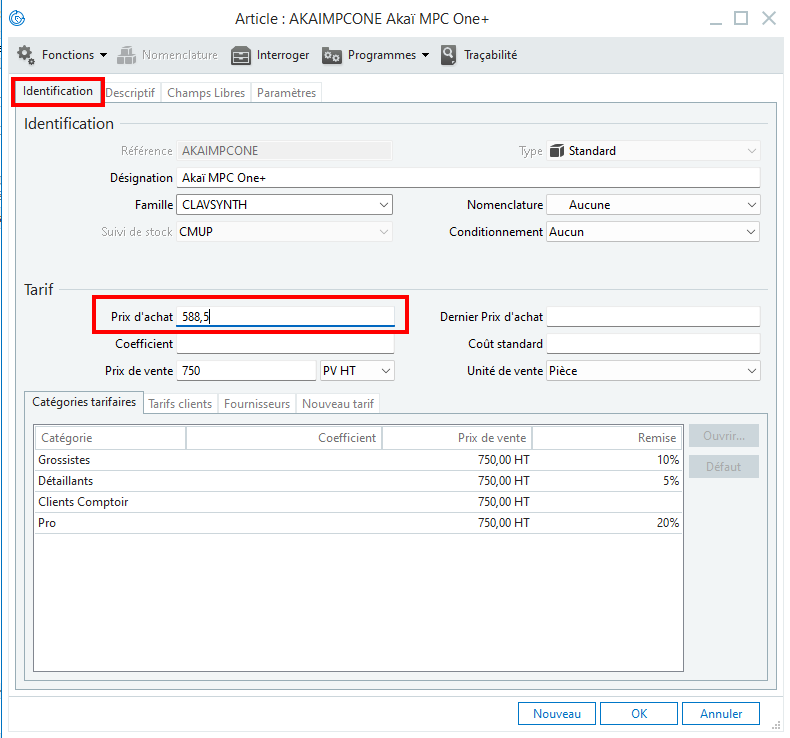 Article : AKAIMPCONE Akaï MPC One+
Fonctions Nomenclature Interroger Programmes Traçabilité
Identification Descriptif Champs Libres Paramètres
Identification
Référence AKAIMPCONE Type Standard
Désignation Akaï MPC One+
Famille CLAVSYNTH Nomenclature Aucune
Suivi de stock CMUP Conditionnement Aucun
Tarif
Prix d'achat 588,5 Dernier Prix d'achat
Coefficient Coût standard
Prix de vente 750 PV HT Unité de vente Pièce
Catégories tarifaires Tarifs clients Fournisseurs Nouveau tarif
Catégorie Coefficient Prix de vente Remise Ouvrir...
Grossistes 750,00 HT 10%
Défaut
Détaillants 750,00 HT 5%
Clients Comptoir 750,00 HT
Pro 750,00 HT 20%
Nouveau OK Annuler